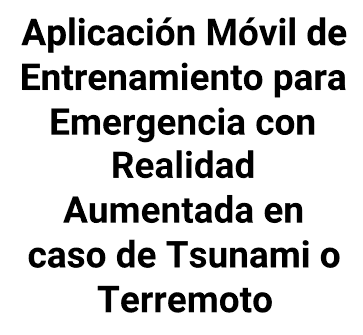 Aplicación Móvil de
Entrenamiento para
Emergencia con
Realidad
Aumentada en
caso de Tsunami o
Terremoto